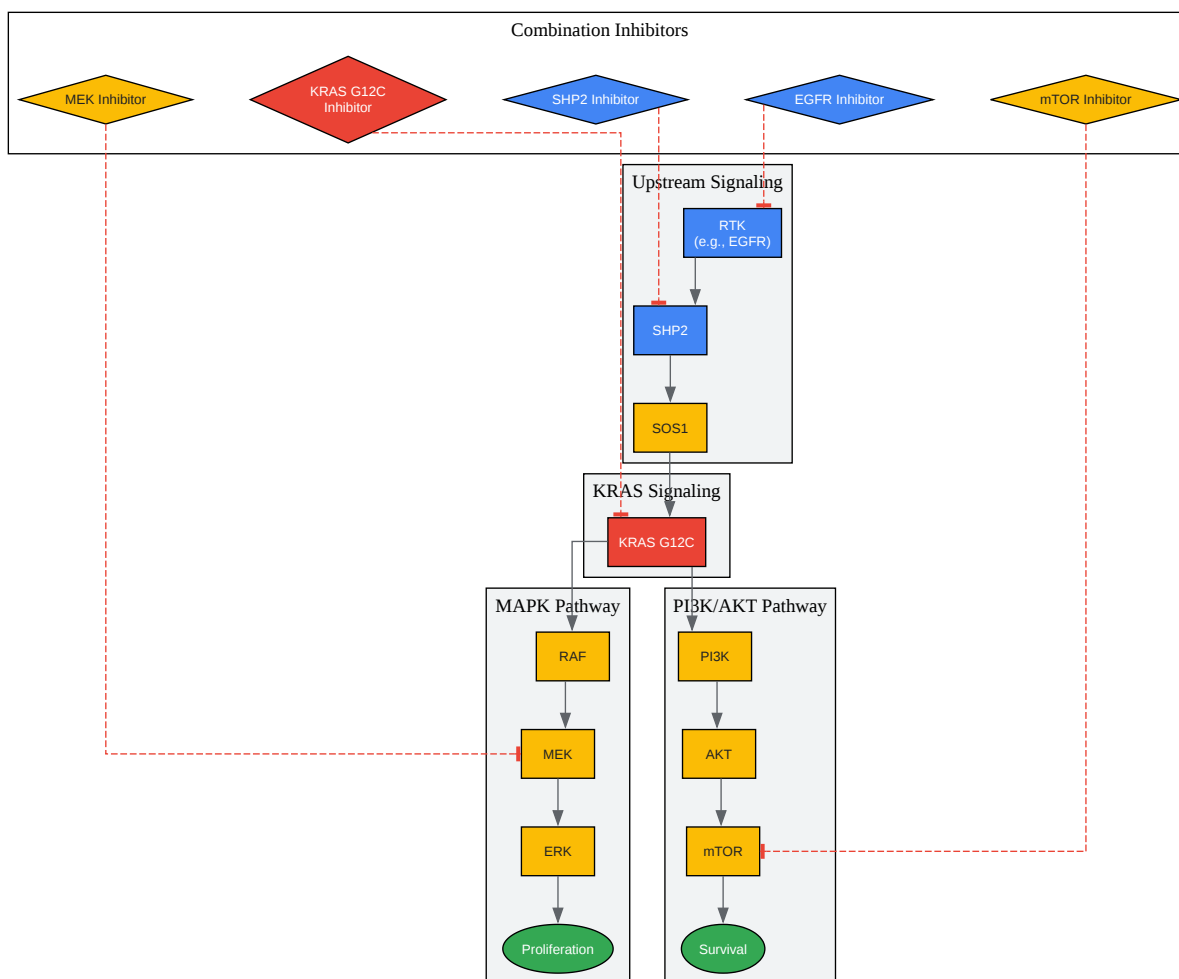 Combination Inhibitors
MEK Inhibitor
KRAS G12C
Inhibitor
SHP2 Inhibitor
EGFR Inhibitor
mTOR Inhibitor
Upstream Signaling
RTK
(e.g., EGFR)
SHP2
SOS1
KRAS Signaling
KRAS G12C
MAPK Pathway
RAF
MEK
ERK
Proliferation
PI3K/AKT Pathway
PI3K
AKT
mTOR
Survival